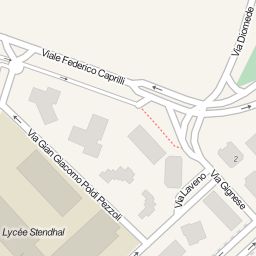 Viale Federico Caprilli
Via Diomede
Via Gian Giacomo Poldi Pezzoli
2
Via Laveno
Via Gignese
Lycée Stendhal